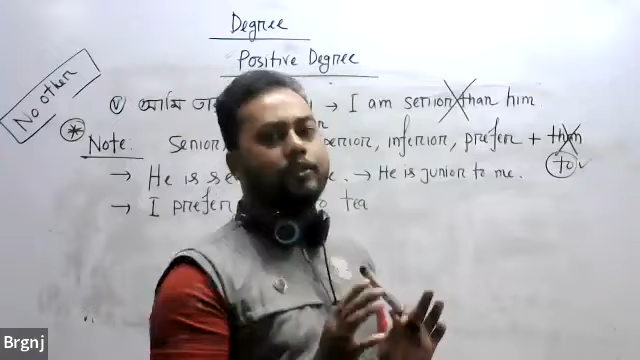 Degree
Positive Degree
No other
আমি → I am senior than him
Note: Senior, perior, inferior, prefer + than
to
→ He is se → He is junior to me.
→ I prefer to tea
Brgnj